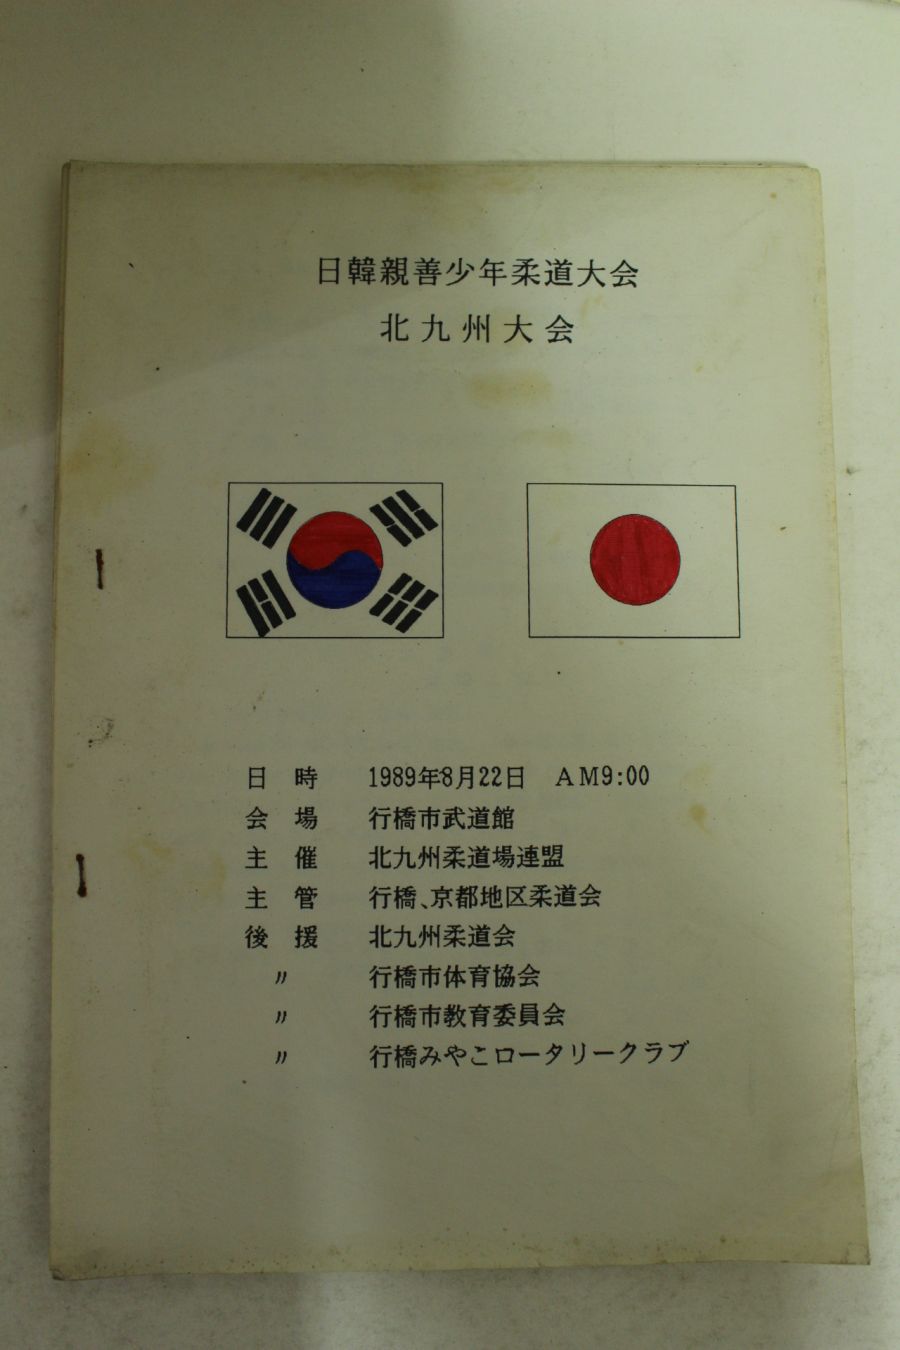 日韓親善少年柔道大会
北九州大会
日時 1989年8月22日 AM9:00
会場 行橋市武道館
主催 北九州柔道場連盟
主管 行橋、京都地区柔道会
後援 北九州柔道会
〃 行橋市体育協会
〃 行橋市教育委員会
〃 行橋みやこロータリークラブ